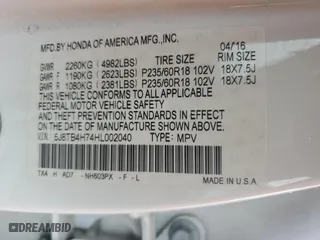 MFD.BY HONDA OF AMERICA MFG.,INC. 04/16
GVWR 2260KG (4982LBS) TIRE SIZE RIM SIZE
GAWR F 1190KG (2623LBS) P235/60R18 102V 18X7.5J
GAWR R 1080KG (2381LBS) P235/60R18 102V 18X7.5J
THIS VEHICLE CONFORMS TO ALL APPLICABLE
FEDERAL MOTOR VEHICLE SAFETY AND
THEFT PREVENTION STANDARDS IN
EFFECT ON THE DATE OF MANUFACTURE
SHOWN ABOVE.
V.I.N.: 5J8TB4H74HL002040 TYPE: MPV
TX4 H AD7 - NH603PX - F - L
MADE IN U.S.A
© DIAMOND VIC AUTO